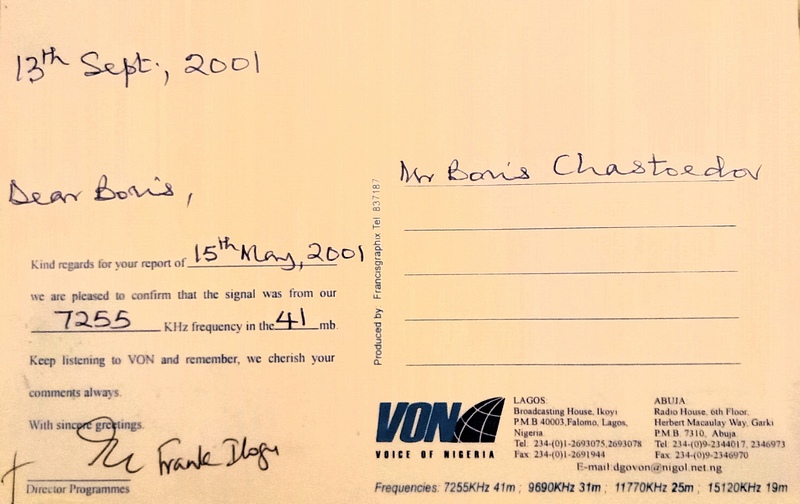 13th Sept., 2001
Dear Boris,
Kind regards for your report of 15th May, 2001
we are pleased to confirm that the signal was from our
7255 KHz frequency in the 41 mb.
Keep listening to VON and remember, we cherish your
comments always.
With sincere greetings.
Frank Ilogu
Director Programmes
Produced by Francisgraphix Tel 837187
Mr Boris Chastoedov
VON
VOICE OF NIGERIA
LAGOS:
Broadcasting House, Ikoyi
P.M.B 40003,Falomo, Lagos,
Nigeria
Tel: 234-(0)1-2693075,2693078
Fax 234-(0)1-2691944
ABUJA
Radio House, 6th Floor,
Herbert Macaulay Way, Garki
P.M.B. 7310, Abuja
Tel: 234-(0)9-2344017, 2346973
Fax 234-(0)9-2346970
E-mail:dgovon@nigol.net.ng
Frequencies: 7255KHz 41m; 9690KHz 31m; 11770KHz 25m; 15120KHz 19m